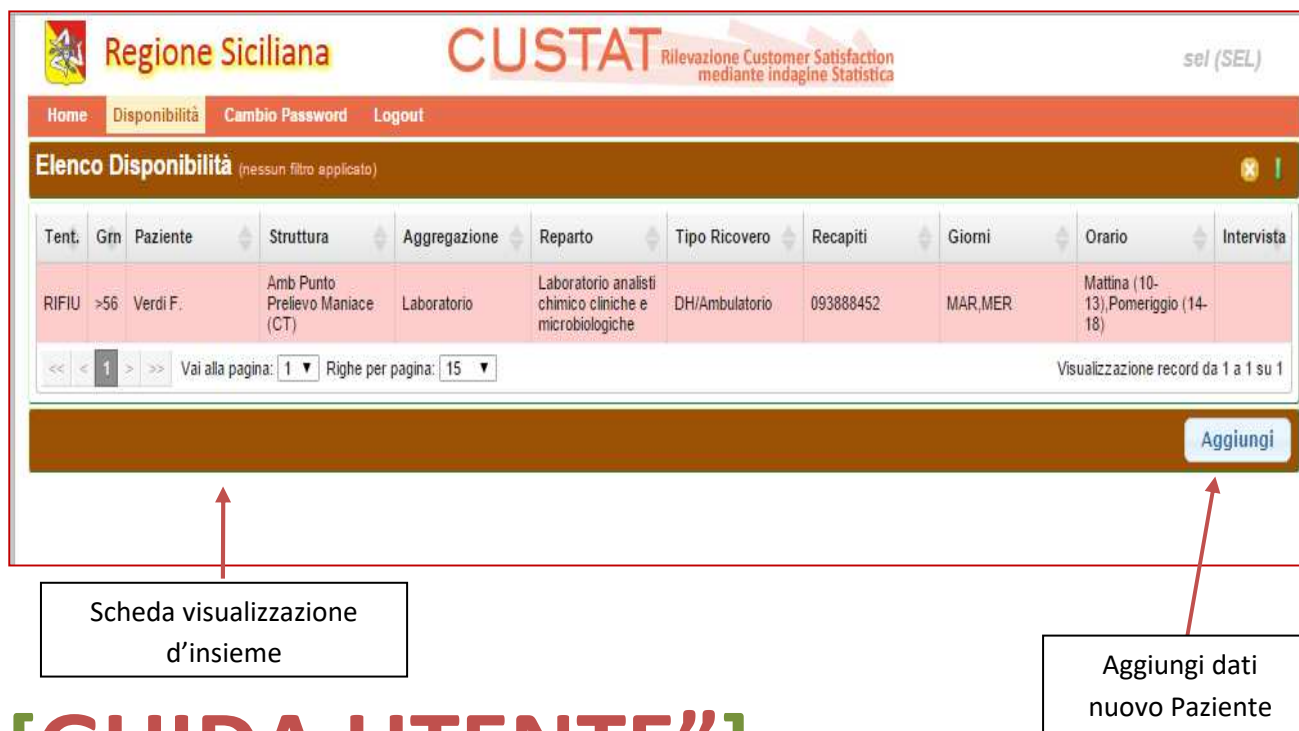 Regione Siciliana
CUSTAT Rilevazione Customer Satisfaction
mediante indagine Statistica
sel (SEL)
Home Disponibilità Cambio Password Logout
Elenco Disponibilità (nessun filtro applicato)
Tent. Grn Paziente Struttura Aggregazione Reparto Tipo Ricovero Recapiti Giorni Orario Intervista
RIFIU >56 Verdi F. Amb Punto Prelievo Maniace (CT) Laboratorio Laboratorio analisti chimico cliniche e microbiologiche DH/Ambulatorio 093888452 MAR,MER Mattina (10-13),Pomeriggio (14-18)
<< < 1 > >> Vai alla pagina: 1 Righe per pagina: 15 Visualizzazione record da 1 a 1 su 1
Aggiungi
Scheda visualizzazione
d’insieme
Aggiungi dati
nuovo Paziente
[GUIDA UTENTE”]